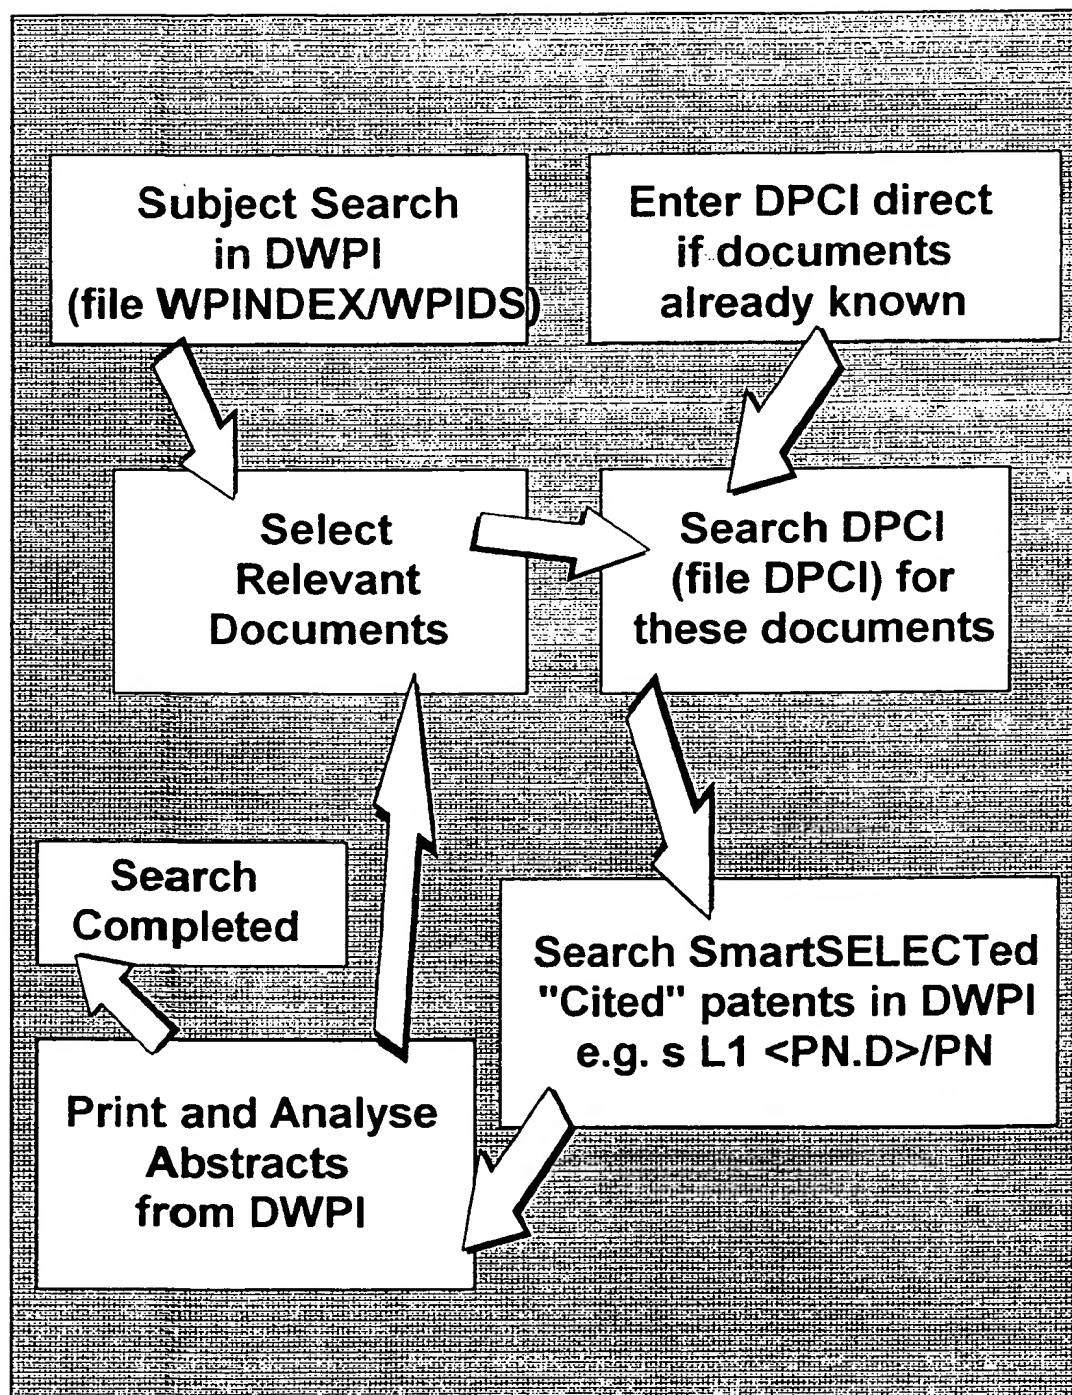 Subject Search
in DWPI
(file WPINDEX/WPIDS)
Enter DPCI direct
if documents
already known
Select
Relevant
Documents
Search DPCI
(file DPCI) for
these documents
Search
Completed
Search SmartSELECTed
"Cited" patents in DWPI
e.g. s L1 <PN.D>/PN
Print and Analyse
Abstracts
from DWPI